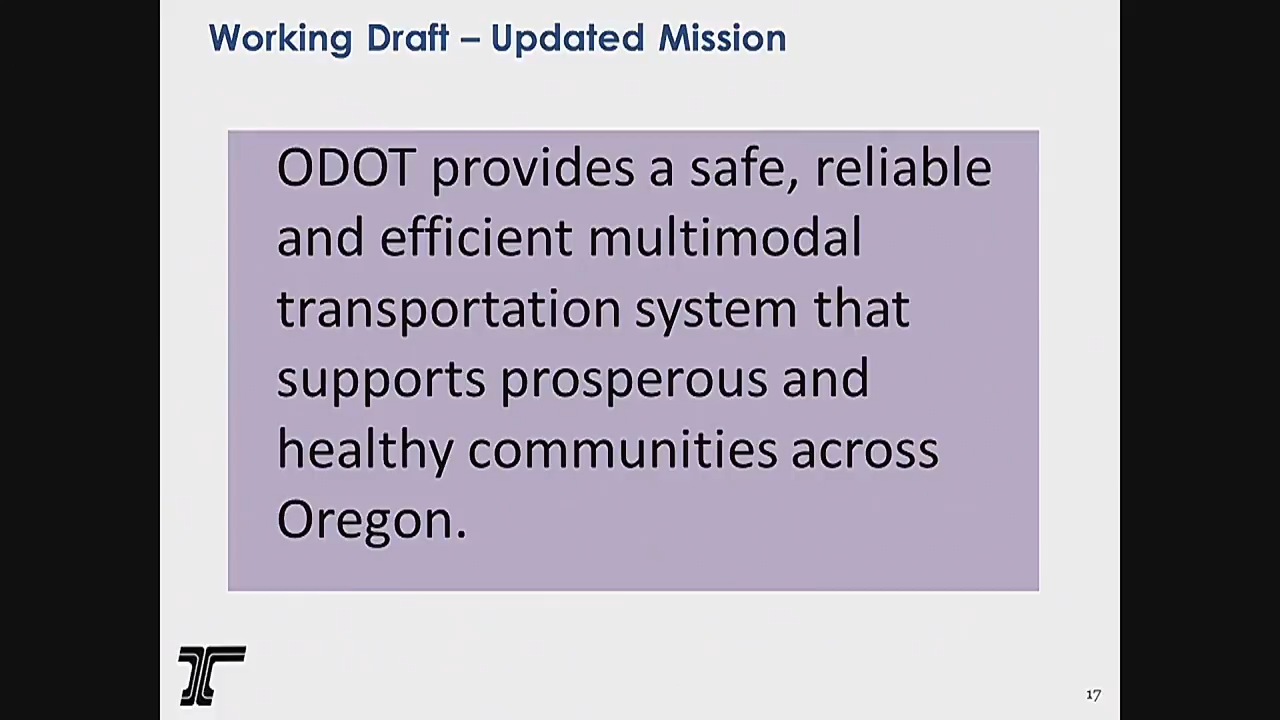 Working Draft – Updated Mission
ODOT provides a safe, reliable
and efficient multimodal
transportation system that
supports prosperous and
healthy communities across
Oregon.
17